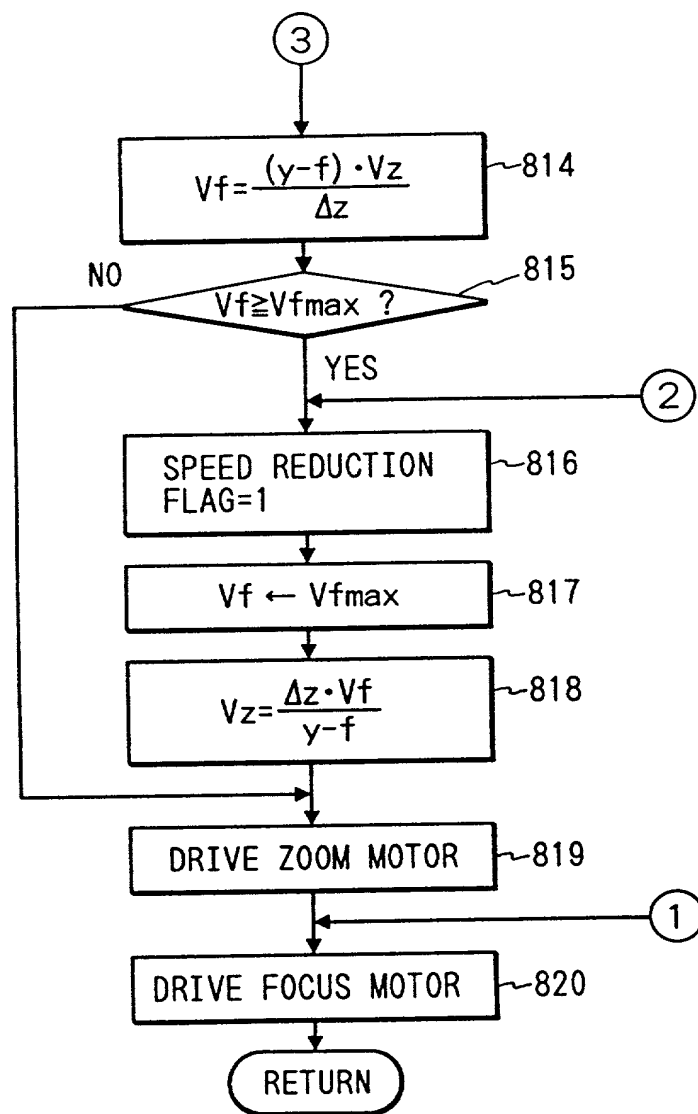 ③
Vf=(y-f)·Vz/Δz
814
NO
815
Vf≧Vfmax ?
YES
②
SPEED REDUCTION
FLAG=1
816
Vf ← Vfmax
817
Vz=Δz·Vf/y-f
818
DRIVE ZOOM MOTOR
819
①
DRIVE FOCUS MOTOR
820
RETURN